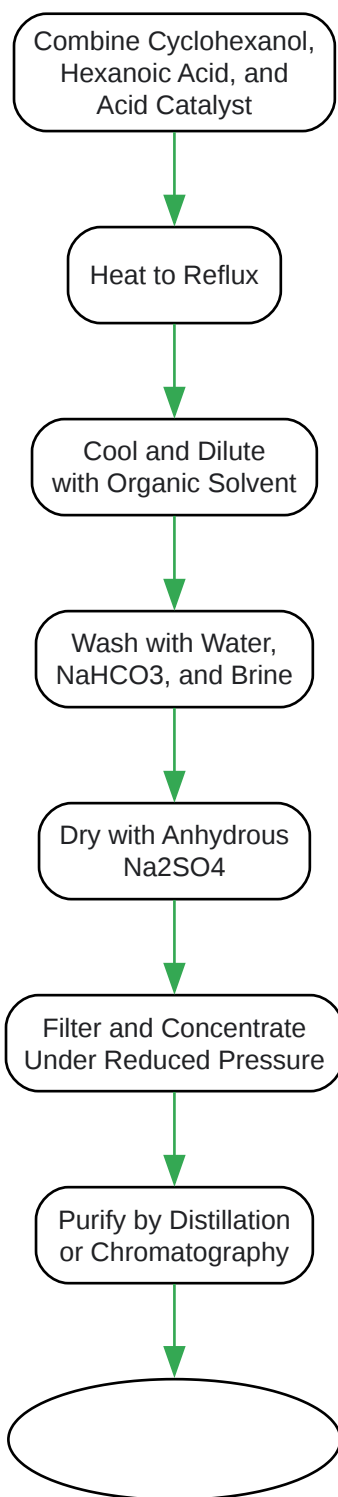 Combine Cyclohexanol,
Hexanoic Acid, and
Acid Catalyst
Heat to Reflux
Cool and Dilute
with Organic Solvent
Wash with Water,
NaHCO3, and Brine
Dry with Anhydrous
Na2SO4
Filter and Concentrate
Under Reduced Pressure
Purify by Distillation
or Chromatography